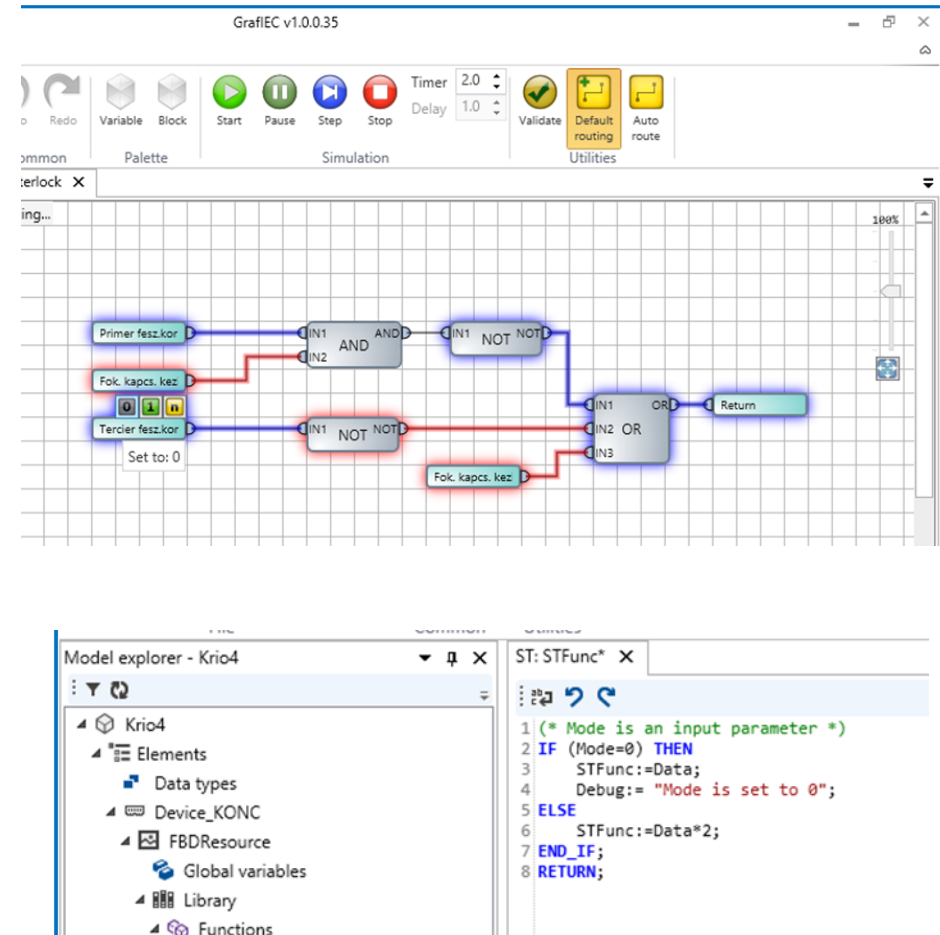 GrafIEC v1.0.0.35
Redo
Variable
Block
Start
Pause
Step
Stop
Timer 2.0
Delay 1.0
Validate
Default routing
Auto route
Palette
Simulation
Utilities
erlock
ing...
100%
Primer fesz.kor
IN1 AND
AND
IN2
IN1 NOT
NOT
Fok. kapcs. kez
0 1 n
Tercier fesz.kor
Set to: 0
IN1 NOT
NOT
IN1 OR
IN2 OR
IN3
Return
Fok. kapcs. kez
Model explorer - Krio4
Krio4
Elements
Data types
Device_KONC
FBDResource
Global variables
Library
Functions
ST: STFunc*
1 (* Mode is an input parameter *)
2 IF (Mode=0) THEN
3 STFunc:=Data;
4 Debug:= "Mode is set to 0";
5 ELSE
6 STFunc:=Data*2;
7 END_IF;
8 RETURN;